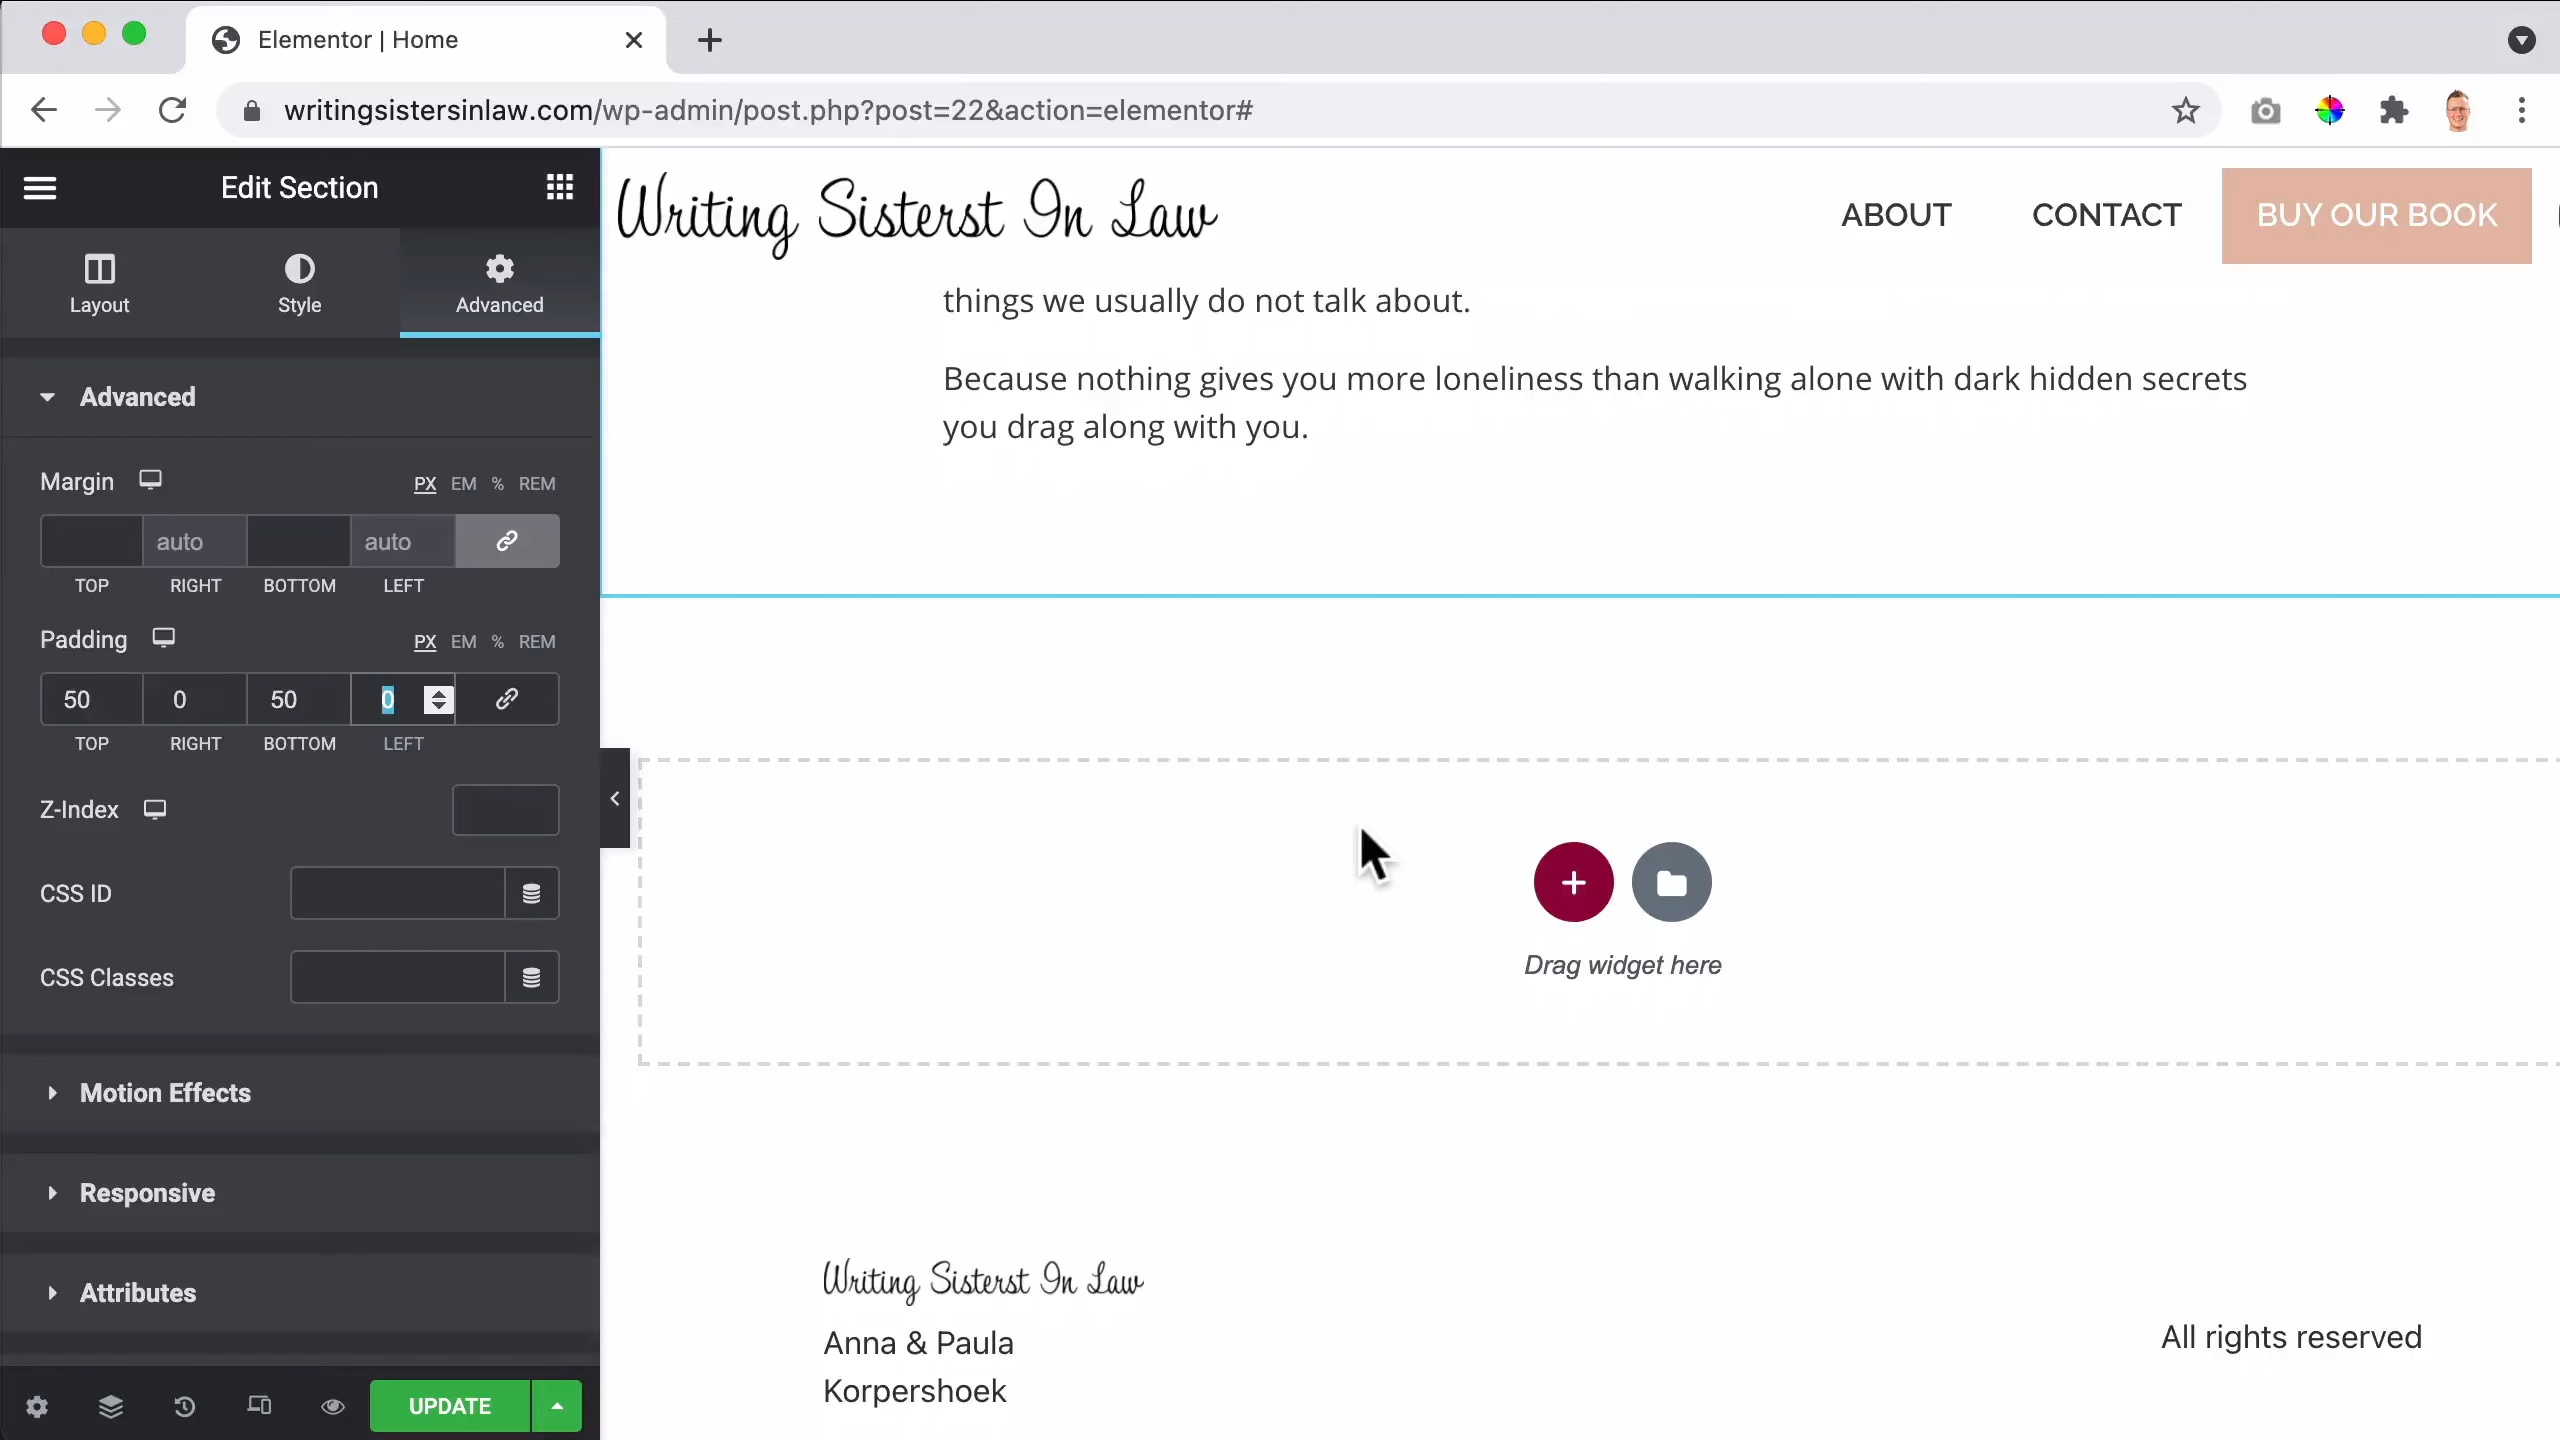 Elementor | Home
writingsistersinlaw.com/wp-admin/post.php?post=22&action=elementor#
Edit Section
Layout
Style
Advanced
Advanced
Margin
PX EM % REM
auto auto
TOP RIGHT BOTTOM LEFT
Padding
PX EM % REM
50 0 50 0
TOP RIGHT BOTTOM LEFT
Z-Index
CSS ID
CSS Classes
Motion Effects
Responsive
Attributes
UPDATE
Writing Sisterst In Law
ABOUT CONTACT BUY OUR BOOK
things we usually do not talk about.
Because nothing gives you more loneliness than walking alone with dark hidden secrets
you drag along with you.
Drag widget here
Writing Sisterst In Law
Anna & Paula
Korpershoek
All rights reserved